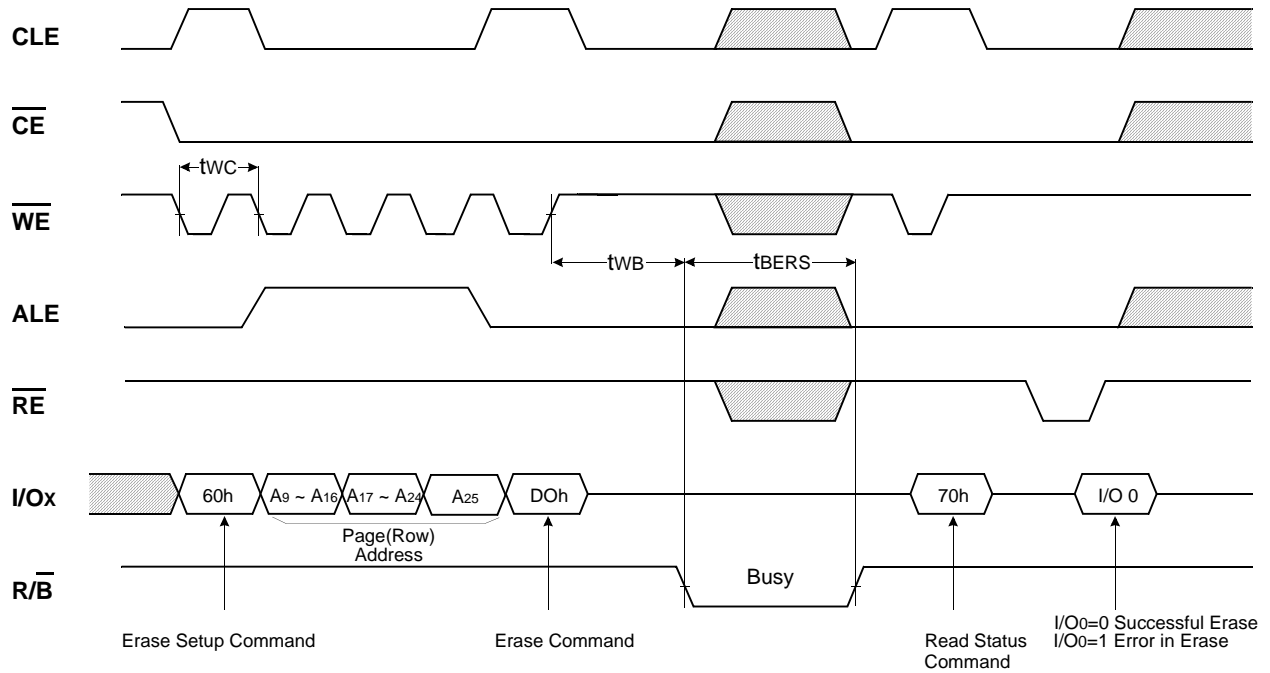 CLE
CE
tWC
WE
tWB
tBERS
ALE
RE
I/Ox
60h
A9 ~ A16
A17 ~ A24
A25
DOh
70h
I/O 0
Page(Row)
Address
R/B
Busy
Erase Setup Command
Erase Command
Read Status
Command
I/O0=0 Successful Erase
I/O0=1 Error in Erase